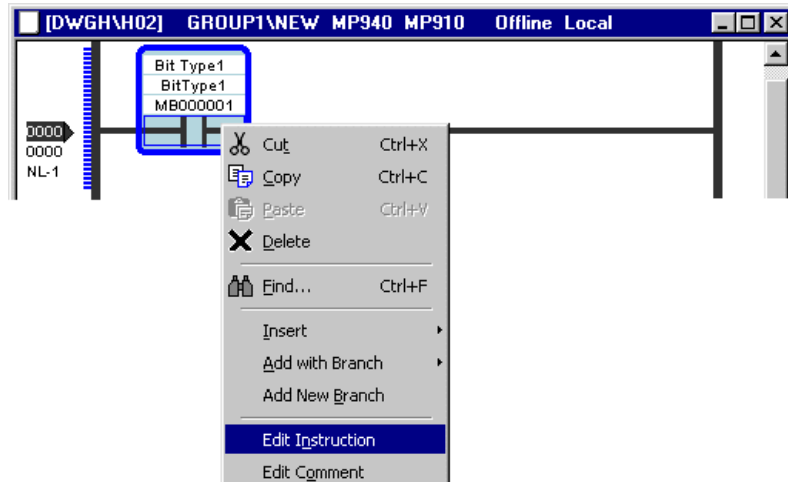 [DWGH\H02] GROUP1\NEW MP940 MP910 Offline Local
Bit Type1
BitType1
MB000001
0000
0000
NL-1
Cut Ctrl+X
Copy Ctrl+C
Paste Ctrl+V
Delete
Find... Ctrl+F
Insert
Add with Branch
Add New Branch
Edit Instruction
Edit Comment